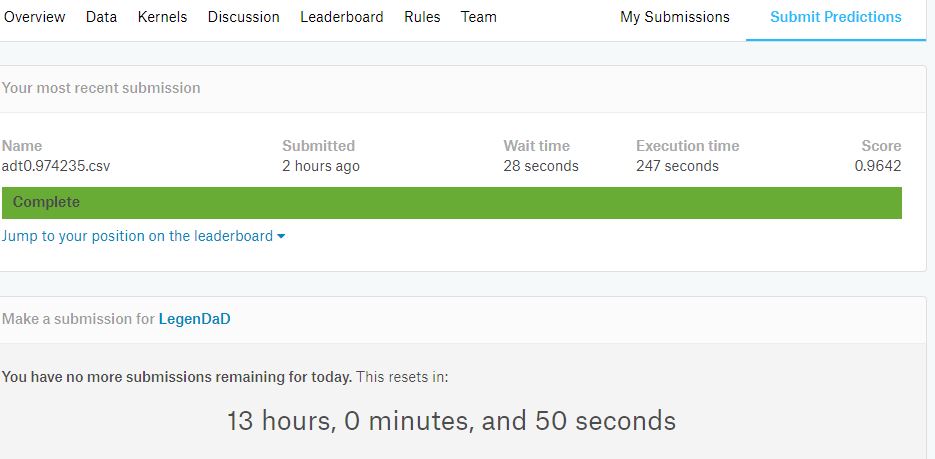 Overview Data Kernels Discussion Leaderboard Rules Team My Submissions Submit Predictions
Your most recent submission
Name Submitted Wait time Execution time Score
adt0.974235.csv 2 hours ago 28 seconds 247 seconds 0.9642
Complete
Jump to your position on the leaderboard
Make a submission for LegenDaD
You have no more submissions remaining for today. This resets in:
13 hours, 0 minutes, and 50 seconds